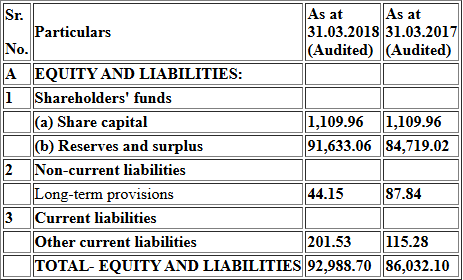 Sr. No. Particulars As at 31.03.2018 (Audited) As at 31.03.2017 (Audited)
A EQUITY AND LIABILITIES:
1 Shareholders' funds
(a) Share capital 1,109.96 1,109.96
(b) Reserves and surplus 91,633.06 84,719.02
2 Non-current liabilities
Long-term provisions 44.15 87.84
3 Current liabilities
Other current liabilities 201.53 115.28
TOTAL- EQUITY AND LIABILITIES 92,988.70 86,032.10